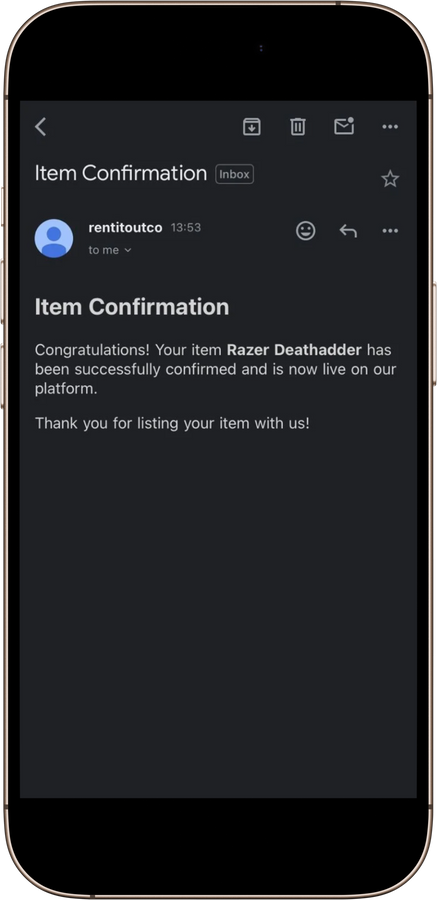 Item Confirmation Inbox
rentitoutco 13:53
to me
Item Confirmation
Congratulations! Your item Razer Deathadder has
been successfully confirmed and is now live on our
platform.
Thank you for listing your item with us!